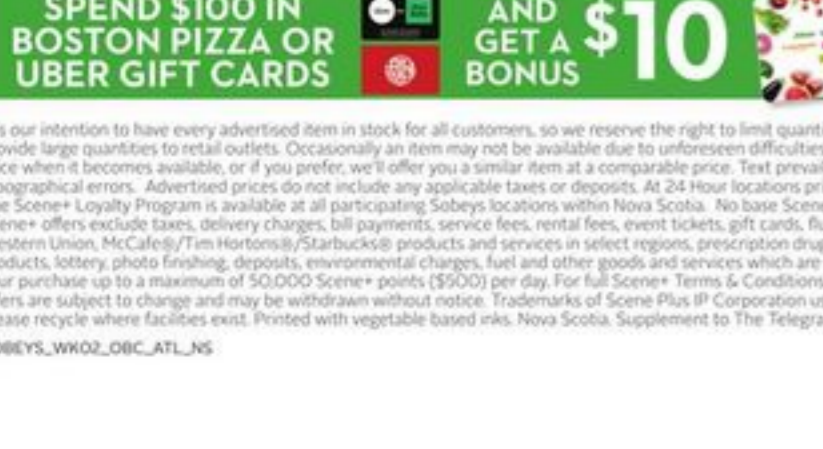 SPEND $100 IN
BOSTON PIZZA OR
UBER GIFT CARDS
AND
GET A
BONUS
$10
s our intention to have every advertised item in stock for all customers, so we reserve the right to limit quanti
ovide large quantities to retail outlets. Occasionally an item may not be available due to unforeseen difficulties
ce when it becomes available, or if you prefer, we'll offer you a similar item at a comparable price. Text prevai
pographical errors. Advertised prices do not include any applicable taxes or deposits. At 24 Hour locations pri
e Scene+ Loyalty Program is available at all participating Sobeys locations within Nova Scotia. No base Scene
ene+ offers exclude taxes, delivery charges, bill payments, service fees, rental fees, event tickets, gift cards, flu
estern Union, McCafe®/Tim Hortons®/Starbucks® products and services in select regions, prescription drug
oducts, lottery, photo finishing, deposits, environmental charges, fuel and other goods and services which are
ur purchase up to a maximum of 50,000 Scene+ points ($500) per day. For full Scene+ Terms & Conditions
ers are subject to change and may be withdrawn without notice. Trademarks of Scene Plus IP Corporation us
ease recycle where facilities exist. Printed with vegetable based inks. Nova Scotia. Supplement to The Telegra
OBEYS_WK02_OBC_ATL_NS